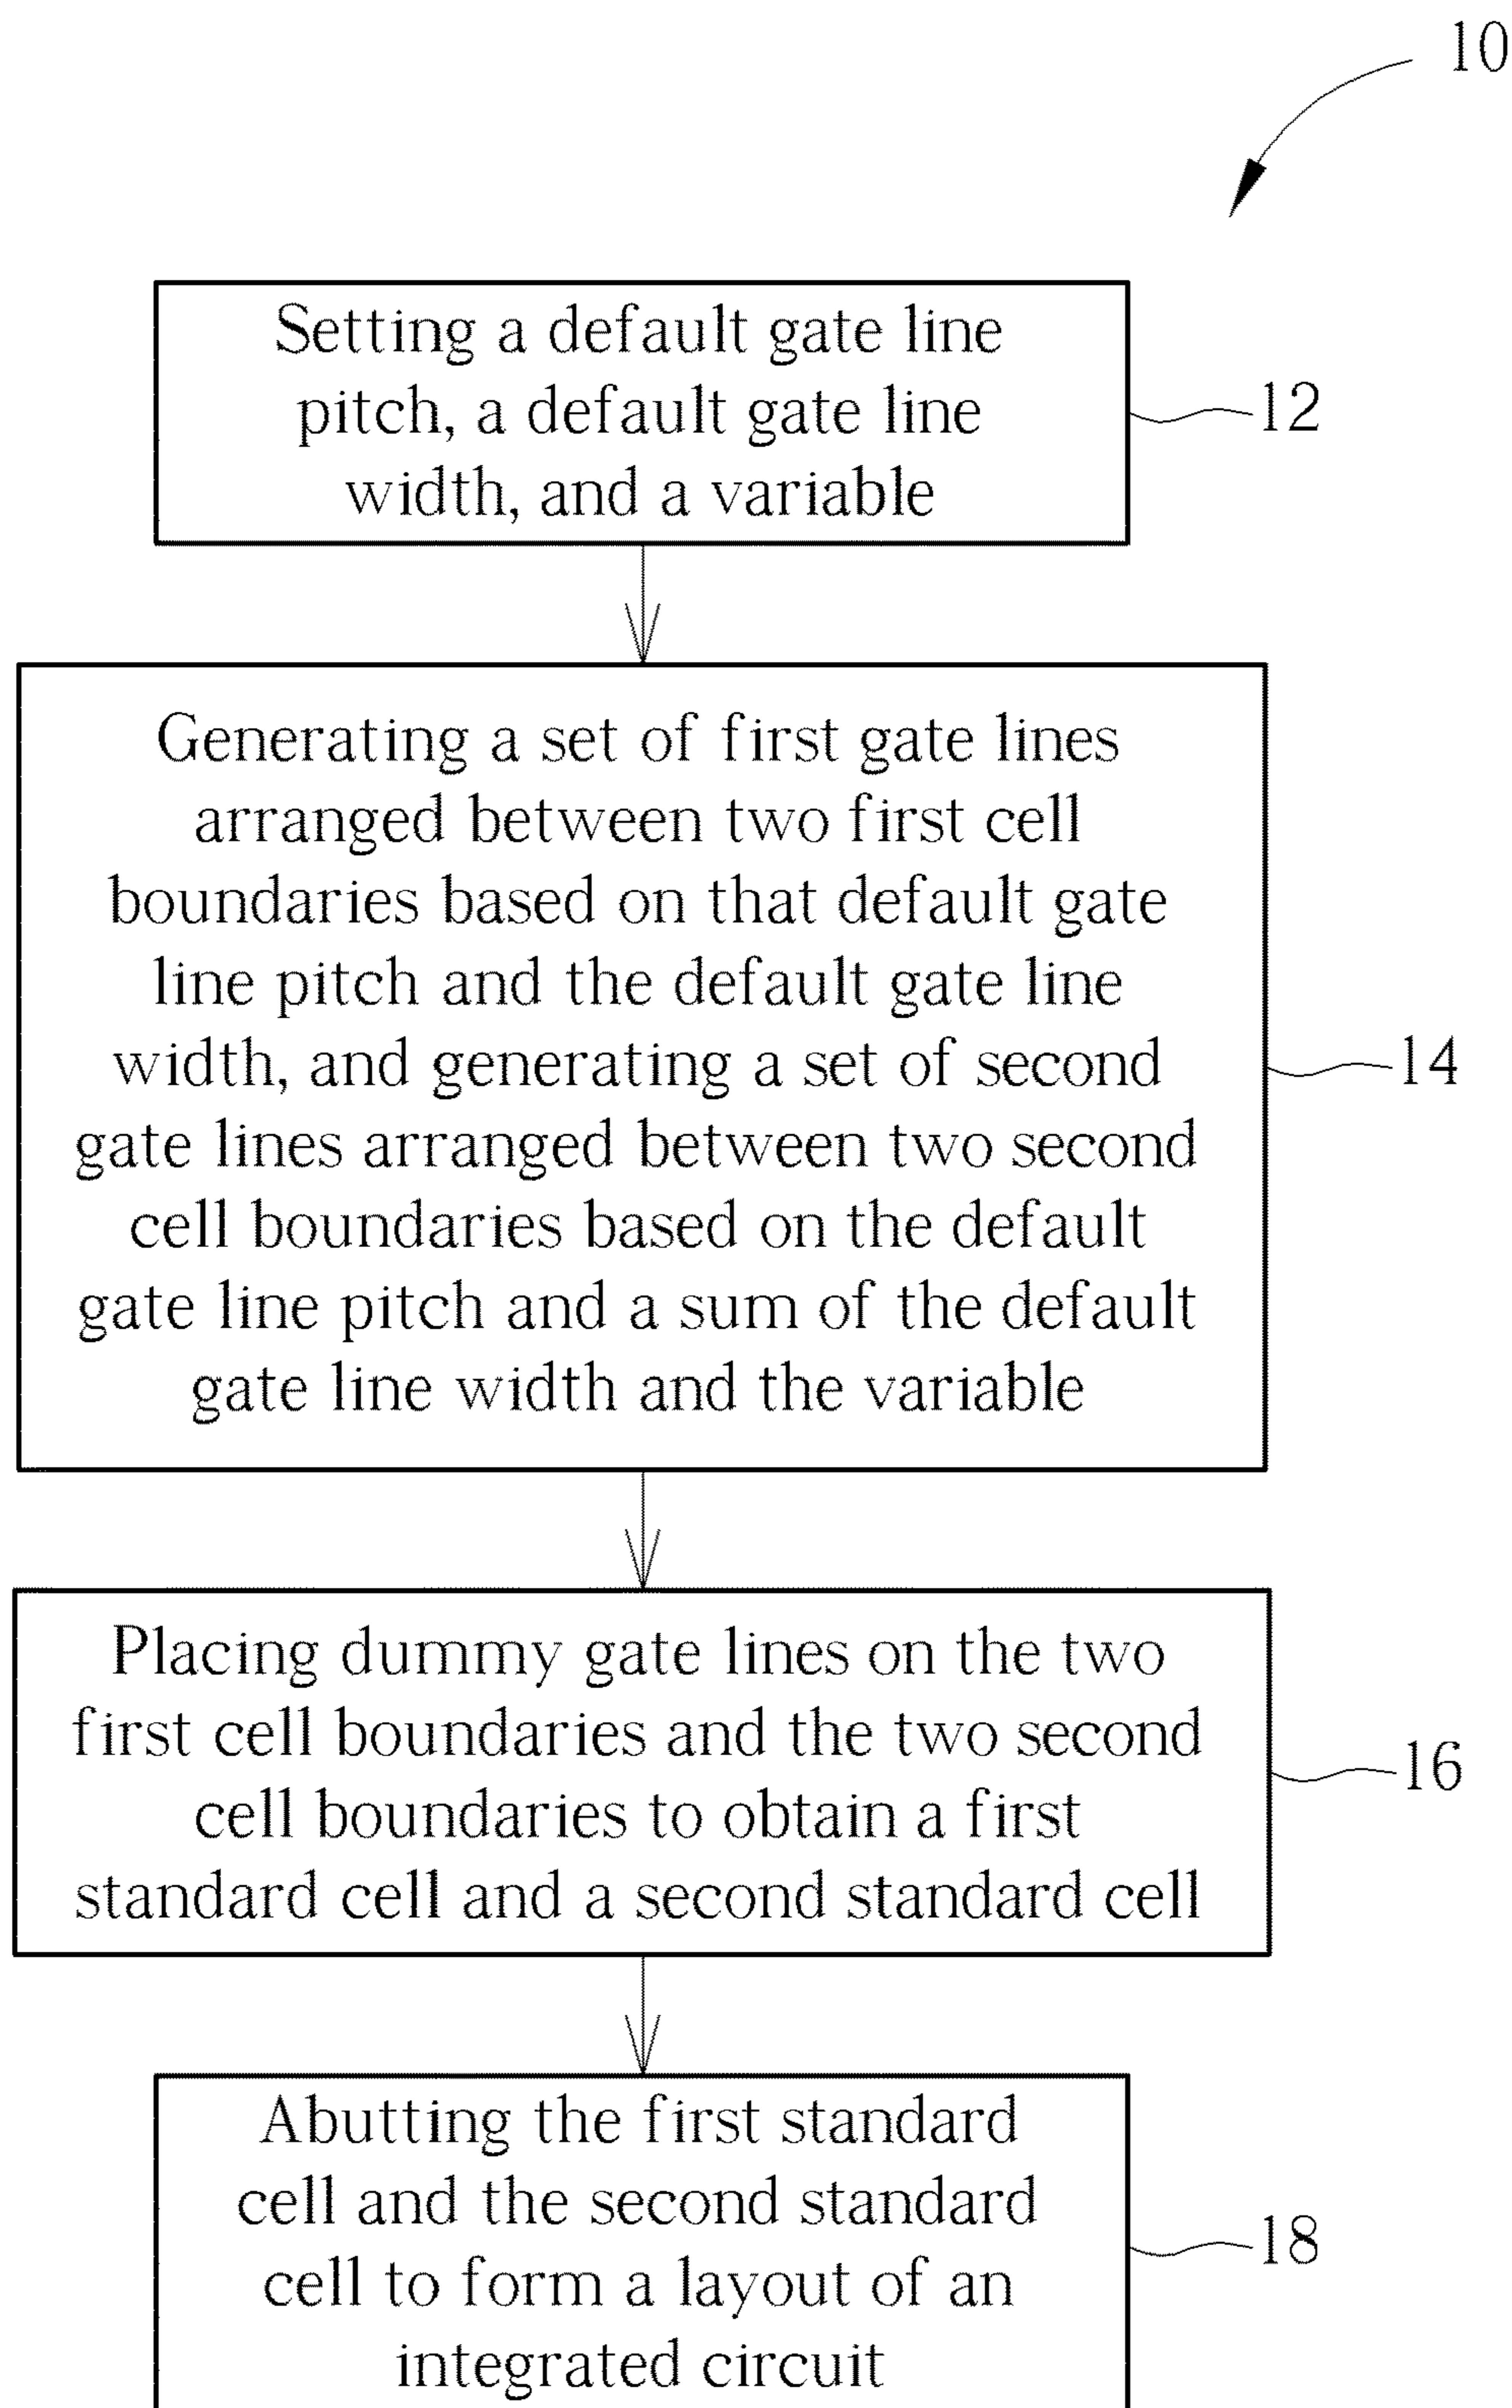 10
Setting a default gate line
pitch, a default gate line
width, and a variable
12
Generating a set of first gate lines
arranged between two first cell
boundaries based on that default gate
line pitch and the default gate line
width, and generating a set of second
gate lines arranged between two second
cell boundaries based on the default
gate line pitch and a sum of the default
gate line width and the variable
14
Placing dummy gate lines on the two
first cell boundaries and the two second
cell boundaries to obtain a first
standard cell and a second standard cell
16
Abutting the first standard
cell and the second standard
cell to form a layout of an
integrated circuit
18